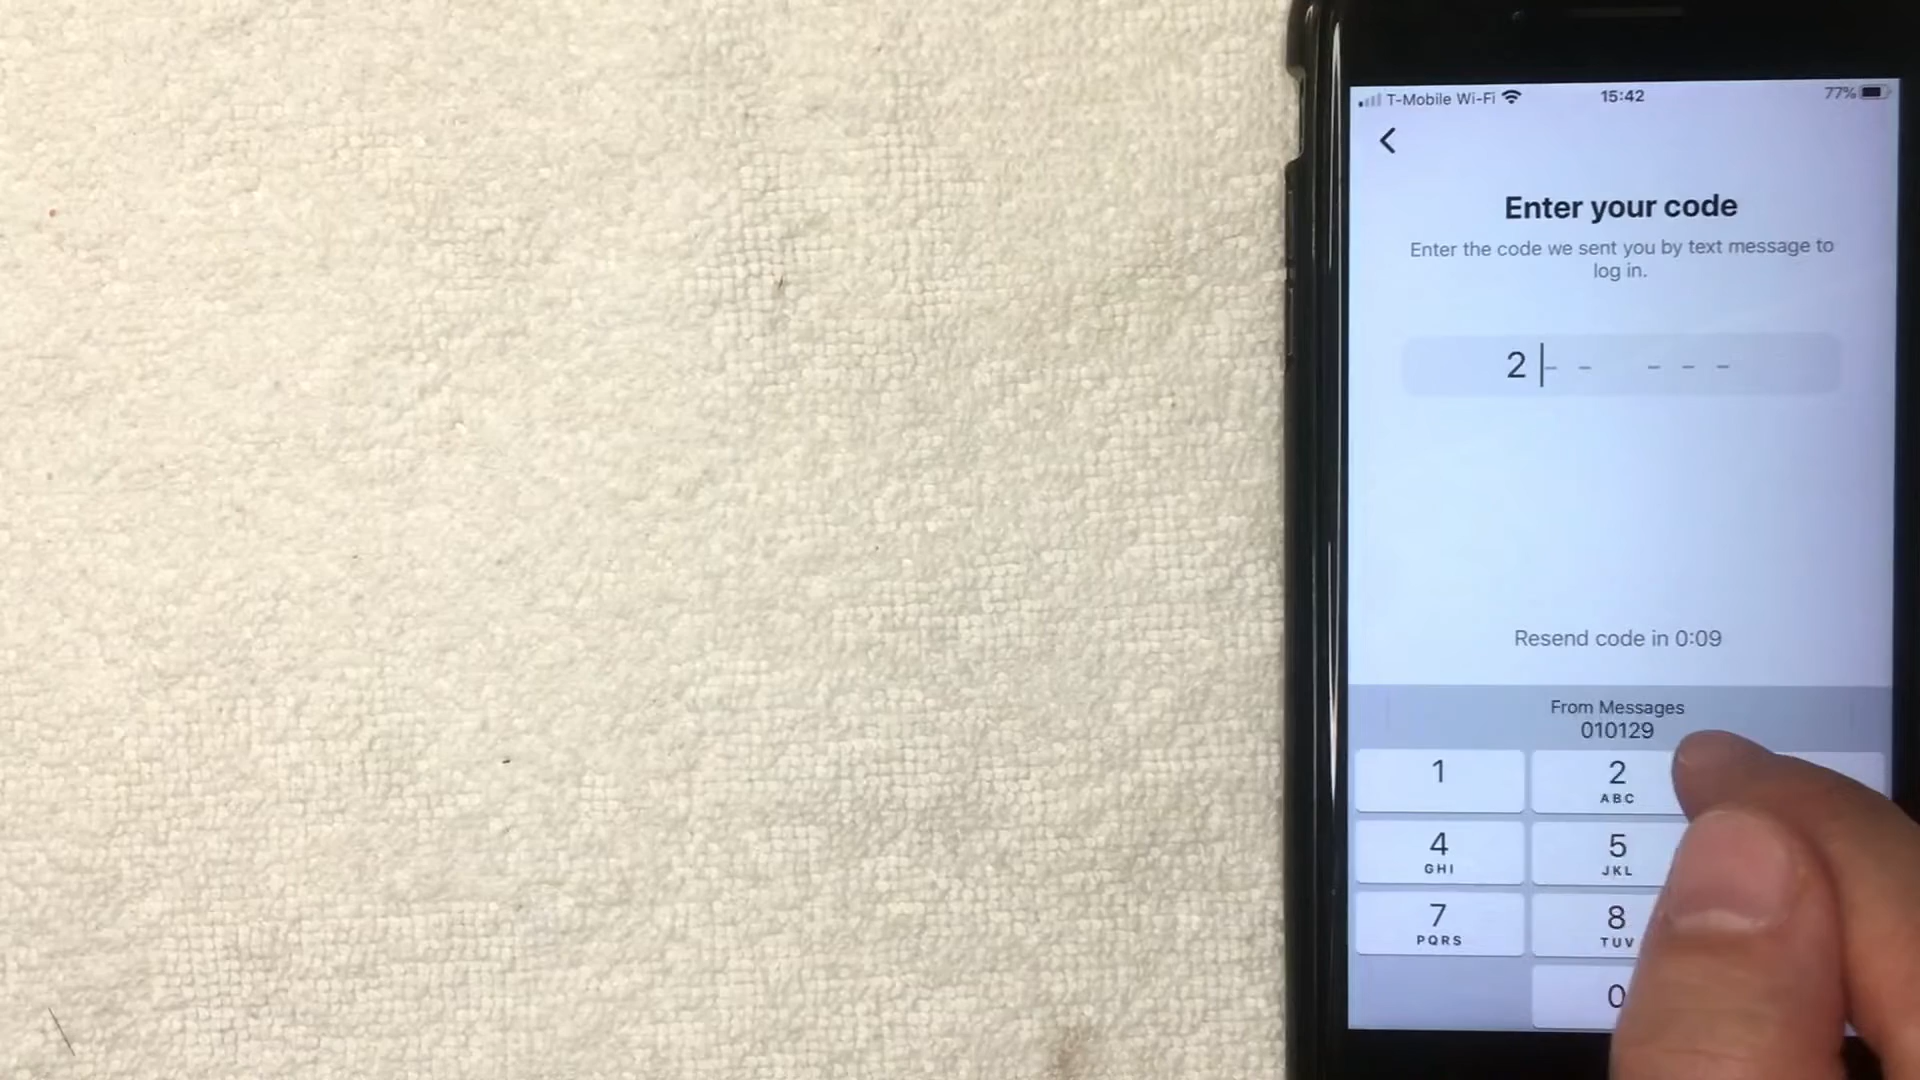 T-Mobile Wi-Fi 15:42 77%
Enter your code
Enter the code we sent you by text message to
log in.
2 - - - - -
Resend code in 0:09
From Messages
010129
1 2
ABC
4 5
GHI JKL
7 8
PQRS TUV
0